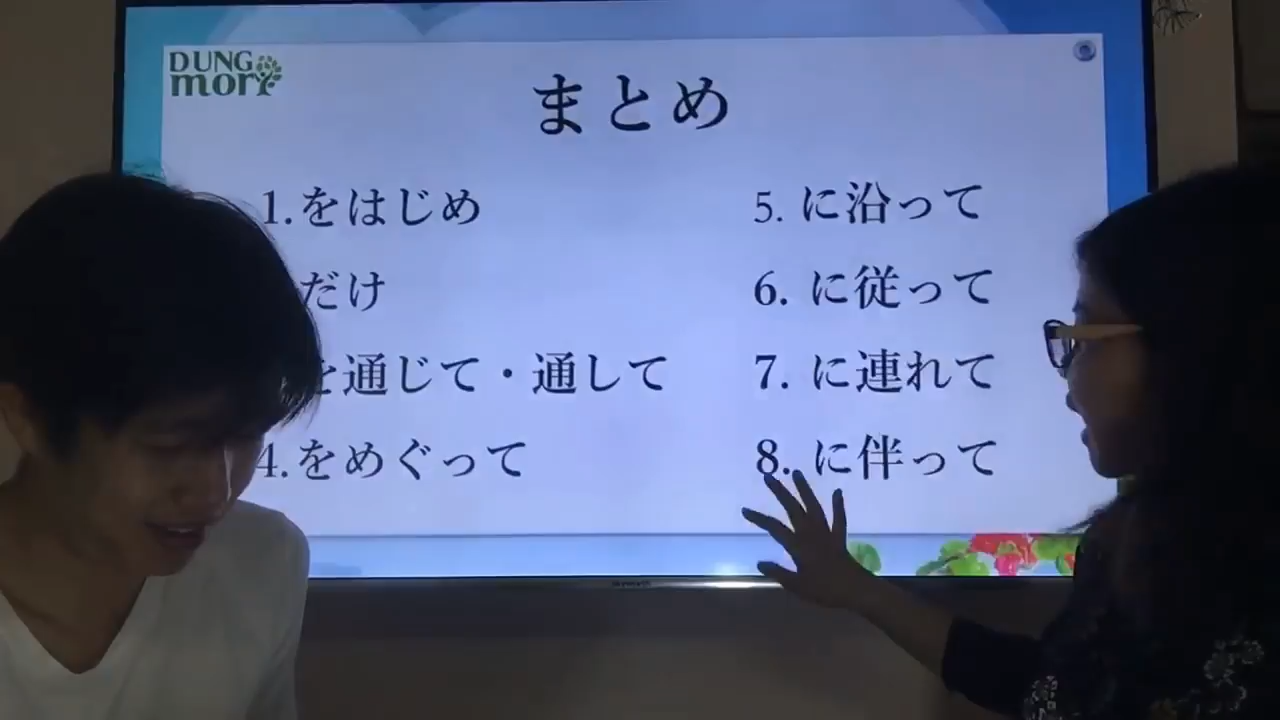 DUNG
mori
まとめ
1.をはじめ
だけ
を通じて・通して
4.をめぐって
5. に沿って
6. に従って
7. に連れて
8. に伴って